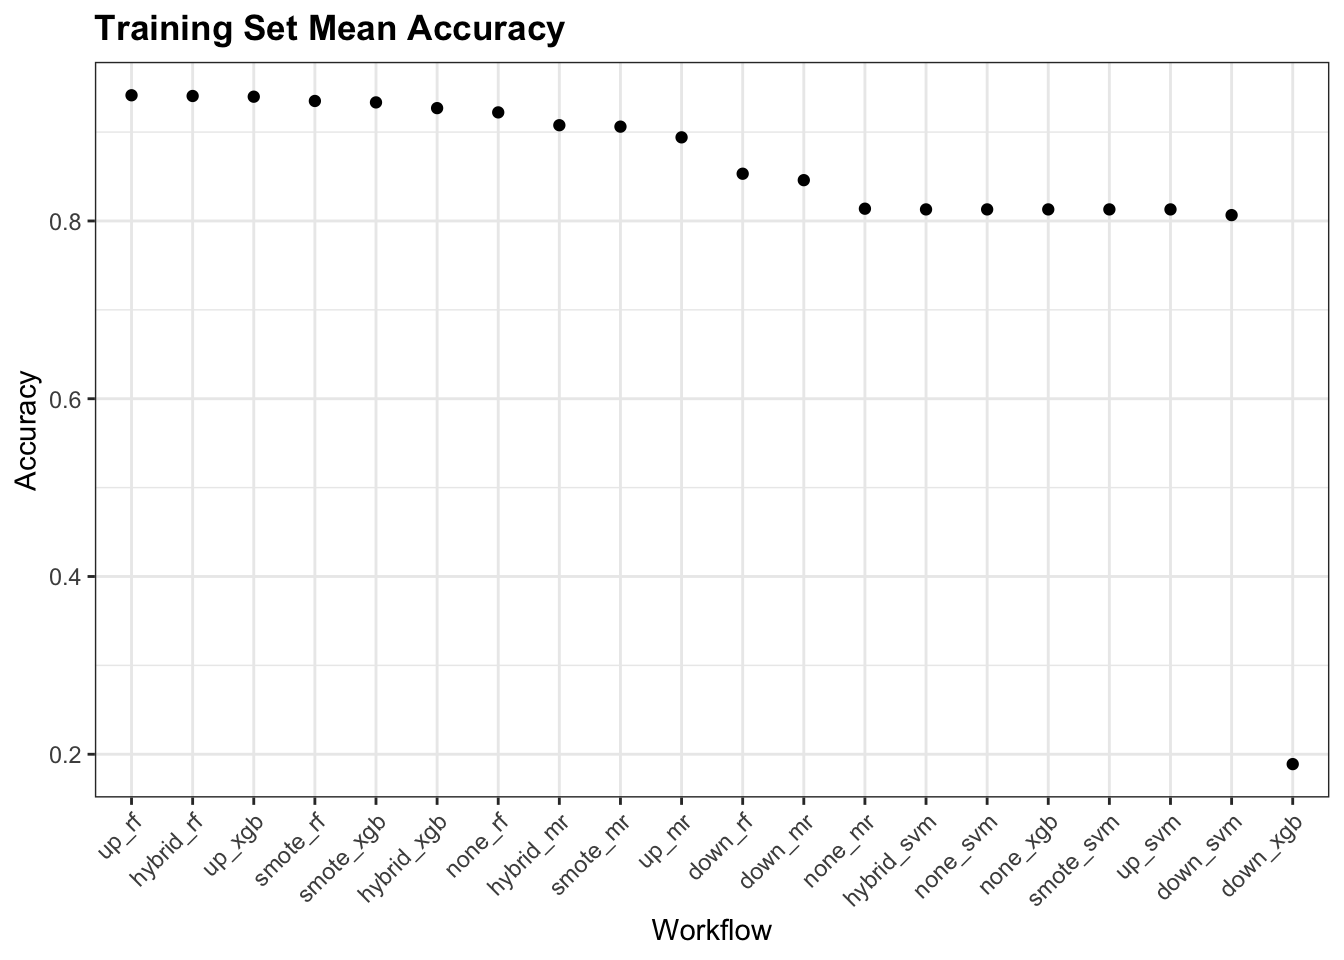 Training Set Mean Accuracy
Accuracy
0.8
0.6
0.4
0.2
up_rf
hybrid_rf
up_xgb
smote_rf
smote_xgb
hybrid_xgb
none_rf
hybrid_mr
smote_mr
up_mr
down_rf
down_mr
none_mr
hybrid_svm
none_svm
none_xgb
smote_svm
up_svm
down_svm
down_xgb
Workflow